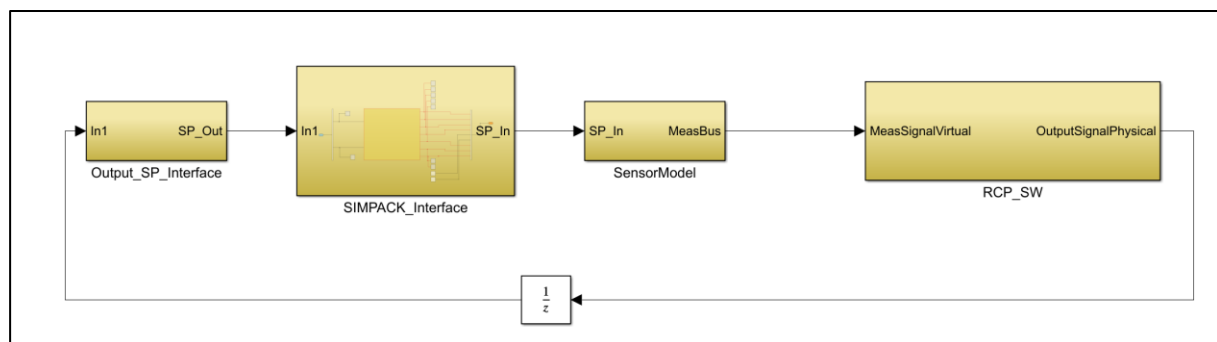 In1
SP_Out
Output_SP_Interface
In1
SP_In
SIMPACK_Interface
SP_In
MeasBus
SensorModel
MeasSignalVirtual
OutputSignalPhysical
RCP_SW
1
z